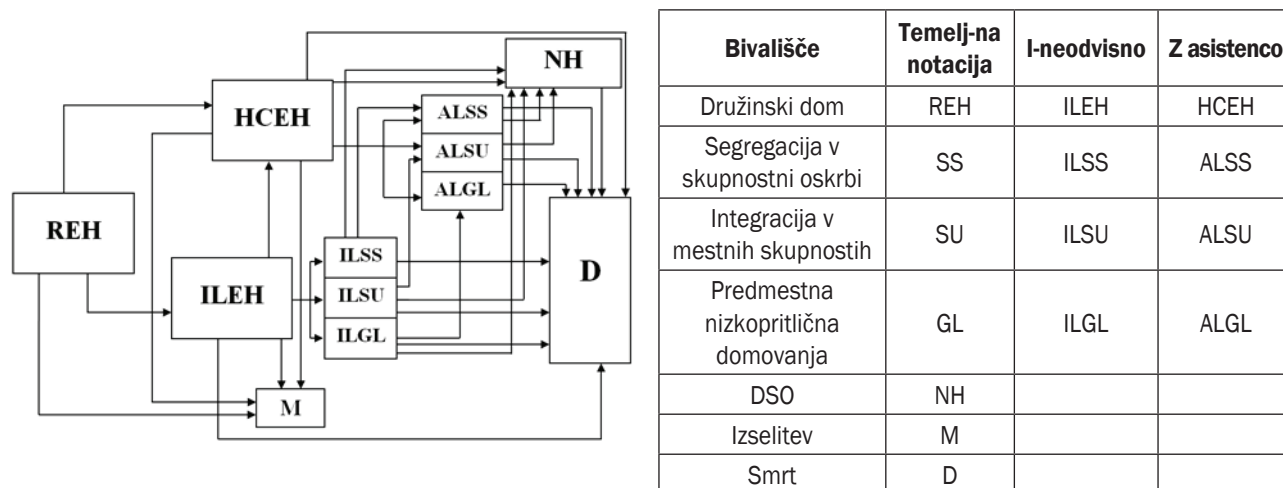 NH
HCEH
ALSS
ALSU
ALGL
REH
ILSS
ILEH
ILSU
D
ILGL
M
Bivališče
Temelj-na
notacija
I-neodvisno
Z asistenco
Družinski dom
REH
ILEH
HCEH
Segregacija v
skupnostni oskrbi
SS
ILSS
ALSS
Integracija v
mestnih skupnostih
SU
ILSU
ALSU
Predmestna
nizkopritlična
domovanja
GL
ILGL
ALGL
DSO
NH
Izselitev
M
Smrt
D